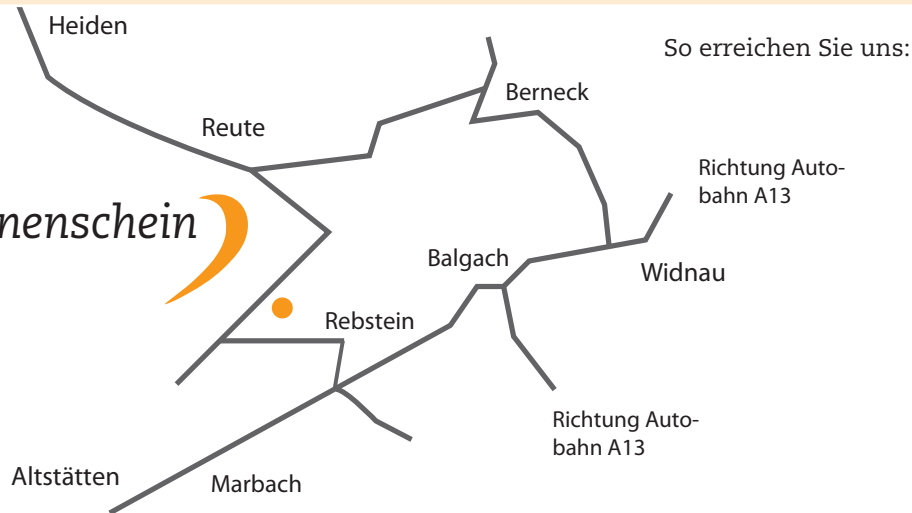 Heiden
So erreichen Sie uns:
Berneck
Reute
Richtung Auto-
bahn A13
nenschein
Balgach
Widnau
Rebstein
Richtung Auto-
bahn A13
Altstätten
Marbach